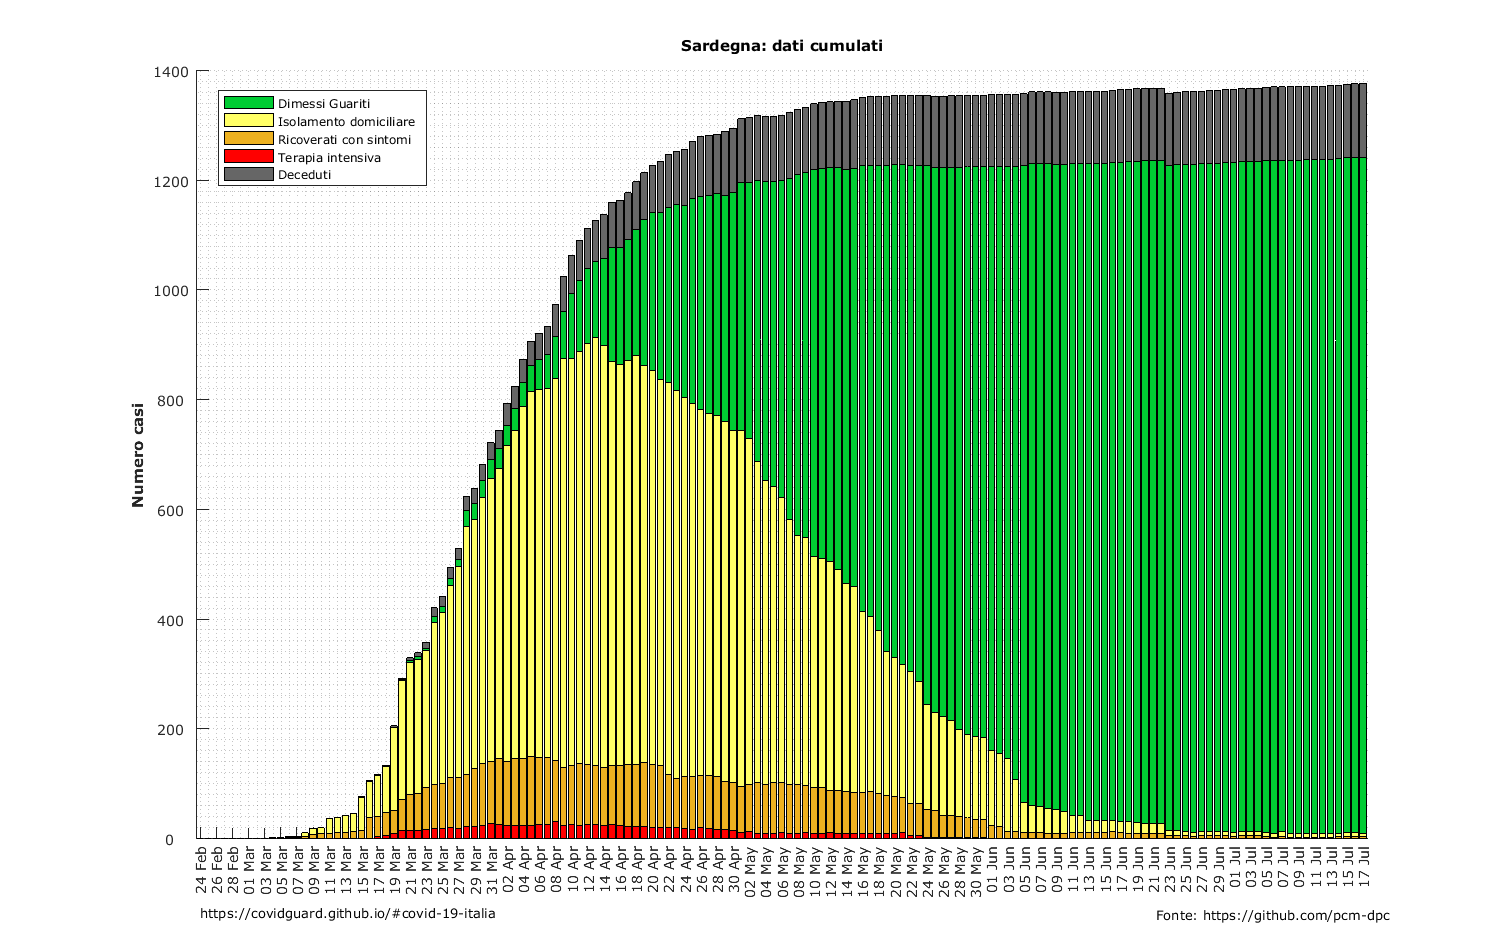 Sardegna: dati cumulati
1400
1200
1000
800
600
400
200
0
Numero casi
Dimessi Guariti
Isolamento domiciliare
Ricoverati con sintomi
Terapia intensiva
Deceduti
24 Feb
26 Feb
28 Feb
01 Mar
03 Mar
05 Mar
07 Mar
09 Mar
11 Mar
13 Mar
15 Mar
17 Mar
19 Mar
21 Mar
23 Mar
25 Mar
27 Mar
29 Mar
31 Mar
02 Apr
04 Apr
06 Apr
08 Apr
10 Apr
12 Apr
14 Apr
16 Apr
18 Apr
20 Apr
22 Apr
24 Apr
26 Apr
28 Apr
30 Apr
02 May
04 May
06 May
08 May
10 May
12 May
14 May
16 May
18 May
20 May
22 May
24 May
26 May
28 May
30 May
01 Jun
03 Jun
05 Jun
07 Jun
09 Jun
11 Jun
13 Jun
15 Jun
17 Jun
19 Jun
21 Jun
23 Jun
25 Jun
27 Jun
29 Jun
01 Jul
03 Jul
05 Jul
07 Jul
09 Jul
11 Jul
13 Jul
15 Jul
17 Jul
https://covidguard.github.io/#covid-19-italia
Fonte: https://github.com/pcm-dpc